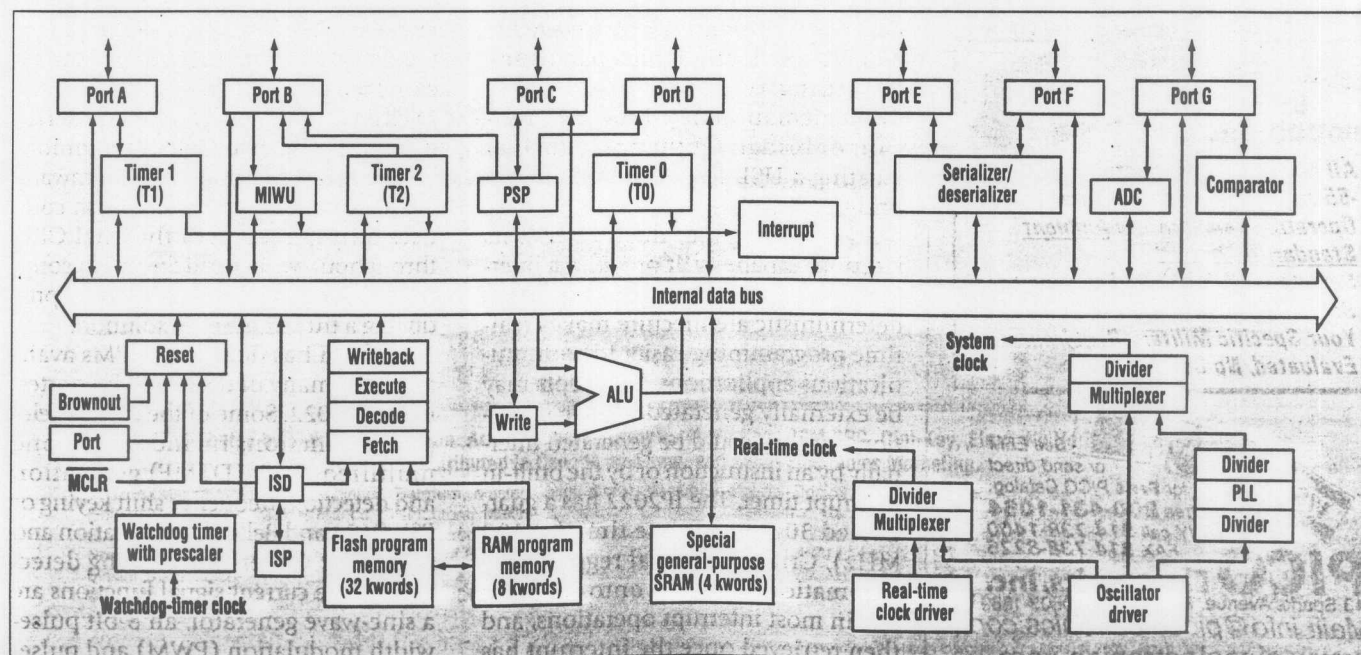 Port A
Port B
Port C
Port D
Port E
Port F
Port G
Timer 1
(T1)
MIWU
Timer 2
(T2)
PSP
Timer 0
(T0)
Interrupt
Serializer/
deserializer
ADC
Comparator
Internal data bus
Reset
Brownout
Port
MCLR
Watchdog timer
with prescaler
Watchdog-timer clock
ISD
ISP
Writeback
Execute
Decode
Fetch
Flash program
memory
(32 kwords)
RAM program
memory
(8 kwords)
Write
ALU
Special
general-purpose
SRAM (4 kwords)
System
clock
Divider
Multiplexer
Real-time clock
Divider
Multiplexer
Divider
PLL
Divider
Real-time
clock driver
Oscillator
driver